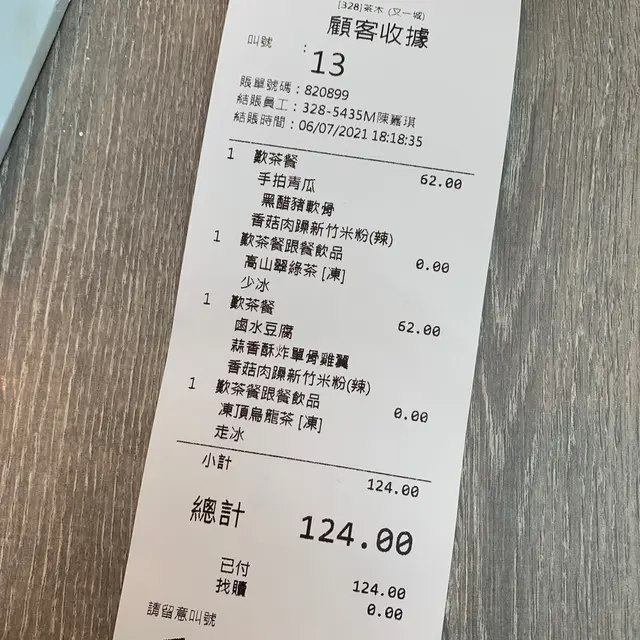 [328]茶木 (又一城)
顧客收據
叫號 : 13
賬單號碼 : 820899
結賬員工 : 328-5435M陳嘉琪
結賬時間 : 06/07/2021 18:18:35
1 歎茶餐 62.00
手拍青瓜
黑醋豬軟骨
香菇肉臊新竹米粉(辣)
1 歎茶餐跟餐飲品 0.00
高山翠綠茶 [凍]
少冰
1 歎茶餐 62.00
鹵水豆腐
蒜香酥炸單骨雞翼
香菇肉臊新竹米粉(辣)
1 歎茶餐跟餐飲品 0.00
凍頂烏龍茶 [凍]
走冰
小計 124.00
總計 124.00
已付 124.00
找贖 0.00
請留意叫號